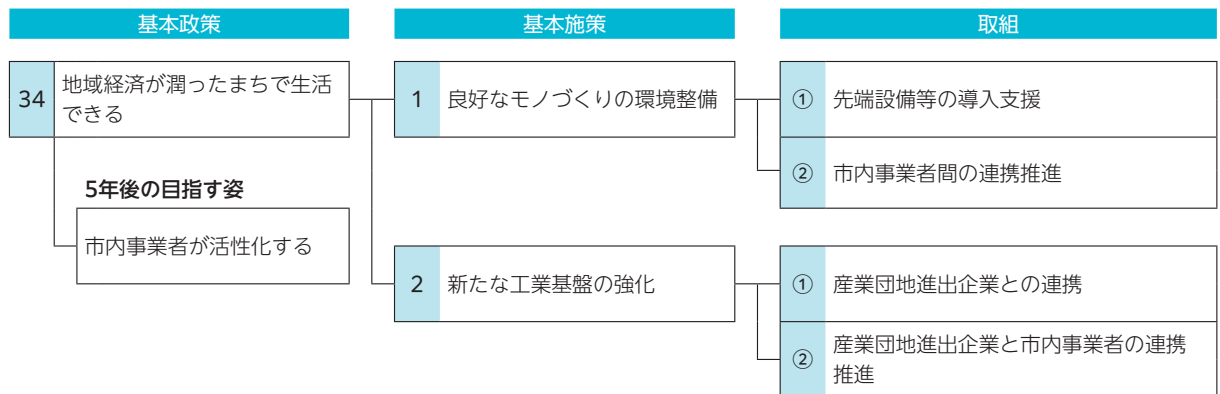 基本政策
基本施策
取組
34
地域経済が潤ったまちで生活
できる
1
良好なモノづくりの環境整備
①
先端設備等の導入支援
②
市内事業者間の連携推進
5年後の目指す姿
市内事業者が活性化する
2
新たな工業基盤の強化
①
産業団地進出企業との連携
②
産業団地進出企業と市内事業者の連携
推進